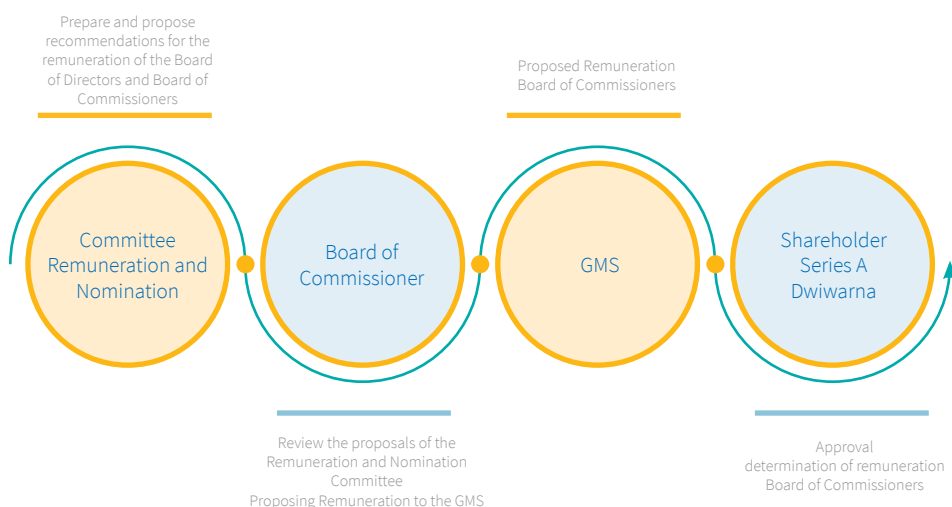 Prepare and propose
recommendations for the
remuneration of the Board
of Directors and Board of
Commissioners
Proposed Remuneration
Board of Commissioners
Committee
Remuneration and
Nomination
Board of
Commissioner
GMS
Shareholder
Series A
Dwiwarna
Review the proposals of the
Remuneration and Nomination
Committee
Proposing Remuneration to the GMS
Approval
determination of remuneration
Board of Commissioners